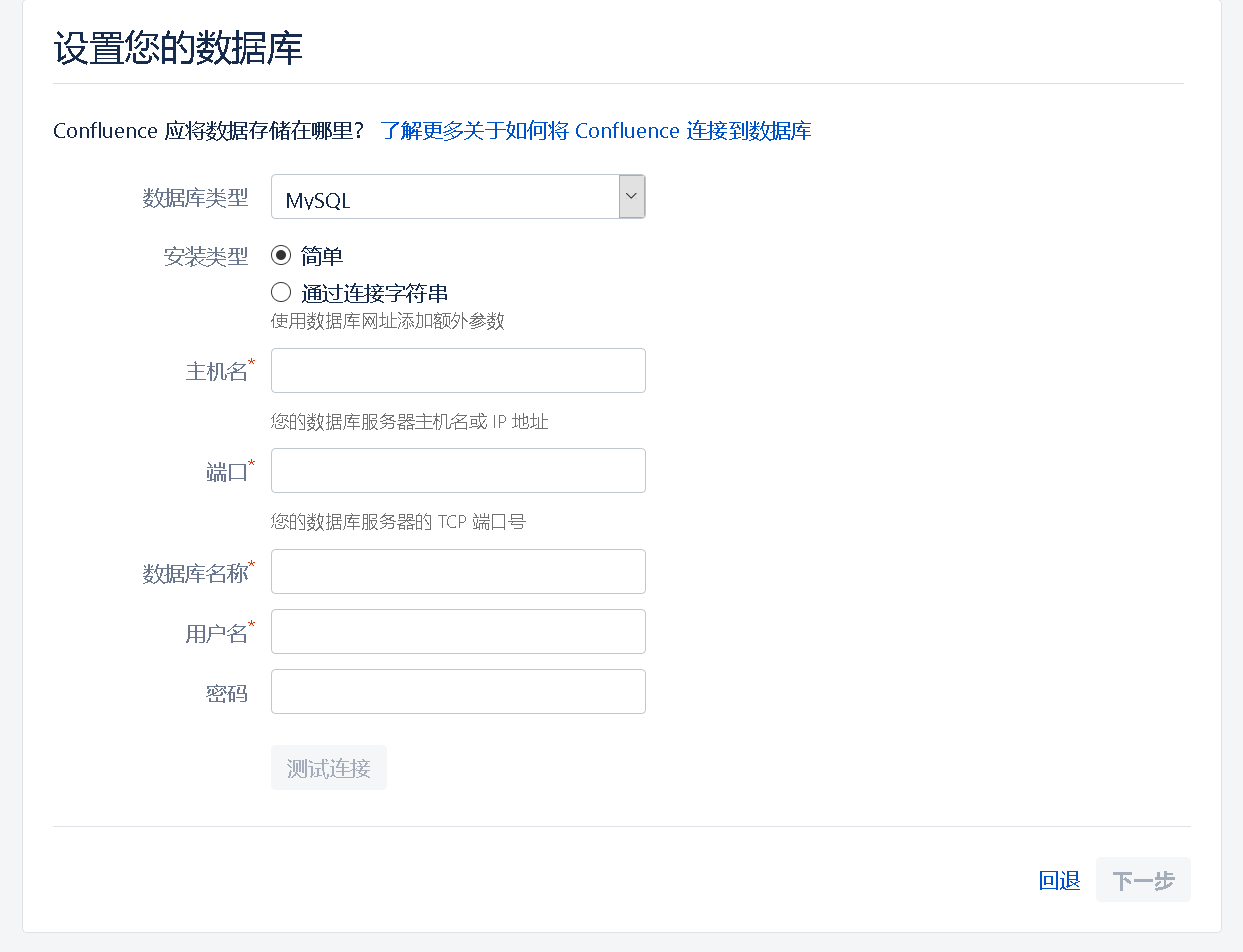 设置您的数据库
Confluence 应将数据存储在哪里? 了解更多关于如何将 Confluence 连接到数据库
数据库类型 MySQL
安装类型 简单
通过连接字符串
使用数据库网址添加额外参数
主机名*
您的数据库服务器主机名或 IP 地址
端口*
您的数据库服务器的 TCP 端口号
数据库名称*
用户名*
密码
测试连接
回退 下一步